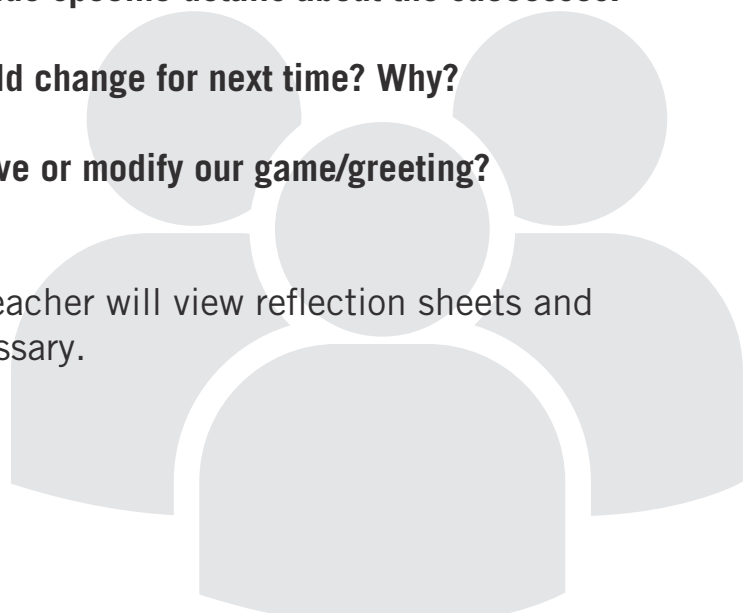 specific details about the successes.
ld change for next time? Why?
ve or modify our game/greeting?
eacher will view reflection sheets and
ssary.